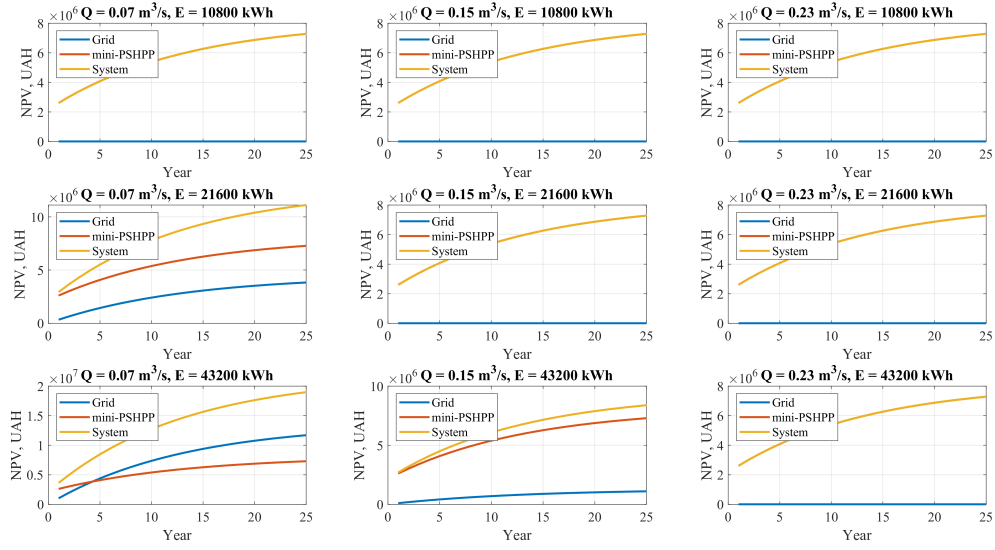 ×10⁶ Q = 0.07 m³/s, E = 10800 kWh
8
6
4
2
0
NPV, UAH
Grid
mini-PSHPP
System
0 5 10 15 20 25
Year
×10⁶ Q = 0.15 m³/s, E = 10800 kWh
8
6
4
2
0
NPV, UAH
Grid
mini-PSHPP
System
0 5 10 15 20 25
Year
×10⁶ Q = 0.23 m³/s, E = 10800 kWh
8
6
4
2
0
NPV, UAH
Grid
mini-PSHPP
System
0 5 10 15 20 25
Year
×10⁶ Q = 0.07 m³/s, E = 21600 kWh
10
5
0
NPV, UAH
Grid
mini-PSHPP
System
0 5 10 15 20 25
Year
×10⁶ Q = 0.15 m³/s, E = 21600 kWh
8
6
4
2
0
NPV, UAH
Grid
mini-PSHPP
System
0 5 10 15 20 25
Year
×10⁶ Q = 0.23 m³/s, E = 21600 kWh
8
6
4
2
0
NPV, UAH
Grid
mini-PSHPP
System
0 5 10 15 20 25
Year
×10⁷ Q = 0.07 m³/s, E = 43200 kWh
2
1.5
1
0.5
0
NPV, UAH
Grid
mini-PSHPP
System
0 5 10 15 20 25
Year
×10⁶ Q = 0.15 m³/s, E = 43200 kWh
10
5
0
NPV, UAH
Grid
mini-PSHPP
System
0 5 10 15 20 25
Year
×10⁶ Q = 0.23 m³/s, E = 43200 kWh
8
6
4
2
0
NPV, UAH
Grid
mini-PSHPP
System
0 5 10 15 20 25
Year